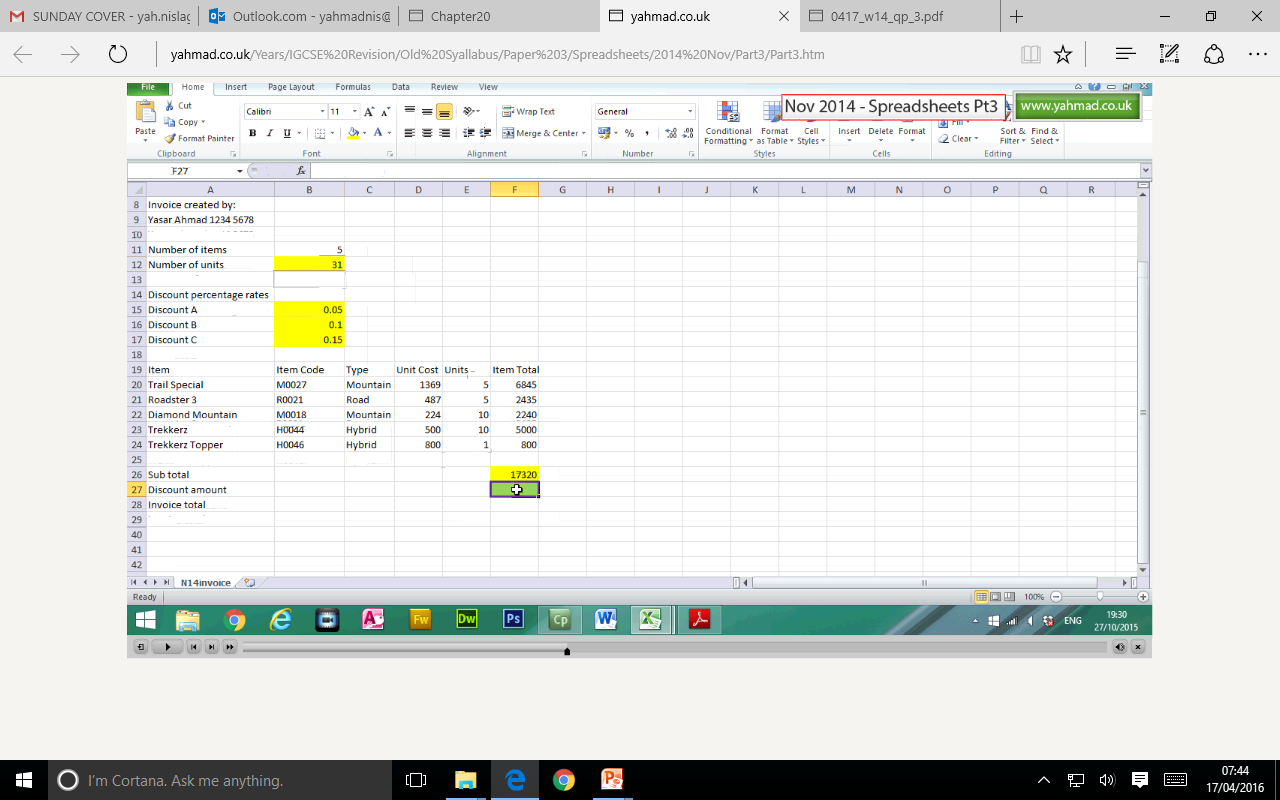 SUNDAY COVER - yah.nislag
Outlook.com - yahmadnis@
Chapter20
yahmad.co.uk
0417_w14_qp_3.pdf
yahmad.co.uk/Years/IGCSE%20Revision/Old%20Syallabus/Paper%203/Spreadsheets/2014%20Nov/Part3/Part3.htm
File Home Insert Page Layout Formulas Data Review View
Nov 2014 - Spreadsheets Pt3
www.yahmad.co.uk
Paste Cut Copy Format Painter
Calibri 11 B I U
Wrap Text Merge & Center
General %
Conditional Formatting Format as Table Cell Styles
Insert Delete Format
Fill Clear Sort & Filter Find & Select
Clipboard Font Alignment Number Styles Cells Editing
F27 fx
A B C D E F G H I J K L M N O P Q R
8 Invoice created by:
9 Yasar Ahmad 1234 5678
10
11 Number of items 5
12 Number of units 31
13
14 Discount percentage rates
15 Discount A 0.05
16 Discount B 0.1
17 Discount C 0.15
18
19 Item Item Code Type Unit Cost Units Item Total
20 Trail Special M0027 Mountain 1369 5 6845
21 Roadster 3 R0021 Road 487 5 2435
22 Diamond Mountain M0018 Mountain 224 10 2240
23 Trekkerz H0044 Hybrid 500 10 5000
24 Trekkerz Topper H0046 Hybrid 800 1 800
25
26 Sub total 17320
27 Discount amount
28 Invoice total
29
40
41
42
N14invoice
Ready 100%
Fw Dw Ps Cp ENG 19:30
27/10/2015
I'm Cortana. Ask me anything.
07:44
17/04/2016